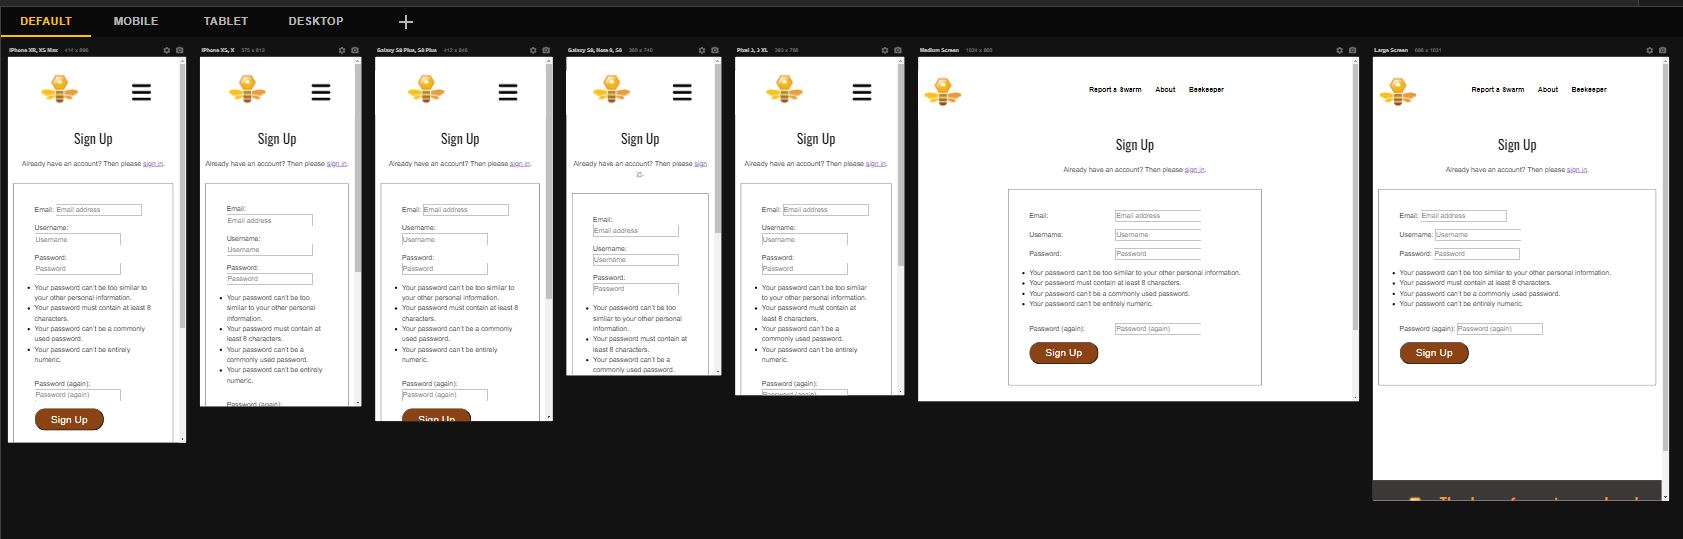 DEFAULT MOBILE TABLET DESKTOP
iPhone XR, XS Max 414 x 896
Sign Up
Already have an account? Then please sign in.
Email: Email address
Username:
Username
Password:
Password
Your password can't be too similar to
your other personal information.
Your password must contain at least 8
characters.
Your password can't be a commonly
used password.
Your password can't be entirely
numeric.
Password (again):
Password (again)
Sign Up
iPhone XS, X 375 x 812
Sign Up
Already have an account? Then please sign in.
Email:
Email address
Username:
Username
Password:
Password
Your password can't be too
similar to your other personal
information.
Your password must contain at
least 8 characters.
Your password can't be a
commonly used password.
Your password can't be entirely
numeric.
Password (again):
Galaxy S9 Plus, S8 Plus 412 x 846
Sign Up
Already have an account? Then please sign in.
Email: Email address
Username:
Username
Password:
Password
Your password can't be too similar to
your other personal information.
Your password must contain at least 8
characters.
Your password can't be a commonly
used password.
Your password can't be entirely
numeric.
Password (again):
Password (again)
Sign Up
Galaxy S9, Note 8, S8 360 x 740
Sign Up
Already have an account? Then please sign
in.
Email:
Email address
Username:
Username
Password:
Password
Your password can't be too
similar to your other personal
information.
Your password must contain at
least 8 characters.
Your password can't be a
commonly used password.
Pixel 3, 3 XL 393 x 786
Sign Up
Already have an account? Then please sign in.
Email: Email address
Username:
Username
Password:
Password
Your password can't be too similar
to your other personal information.
Your password must contain at least
8 characters.
Your password can't be a
commonly used password.
Your password can't be entirely
numeric.
Password (again):
Password (again)
Medium Screen 1024 x 800
Report a Swarm About Beekeeper
Sign Up
Already have an account? Then please sign in.
Email: Email address
Username: Username
Password: Password
Your password can't be too similar to your other personal information.
Your password must contain at least 8 characters.
Your password can't be a commonly used password.
Your password can't be entirely numeric.
Password (again): Password (again)
Sign Up
Large Screen
Report a Swarm About Beekeeper
Sign Up
Already have an account? Then please sign in.
Email: Email address
Username: Username
Password: Password
Your password can't be too similar to your other personal information.
Your password must contain at least 8 characters.
Your password can't be a commonly used password.
Your password can't be entirely numeric.
Password (again): Password (again)
Sign Up